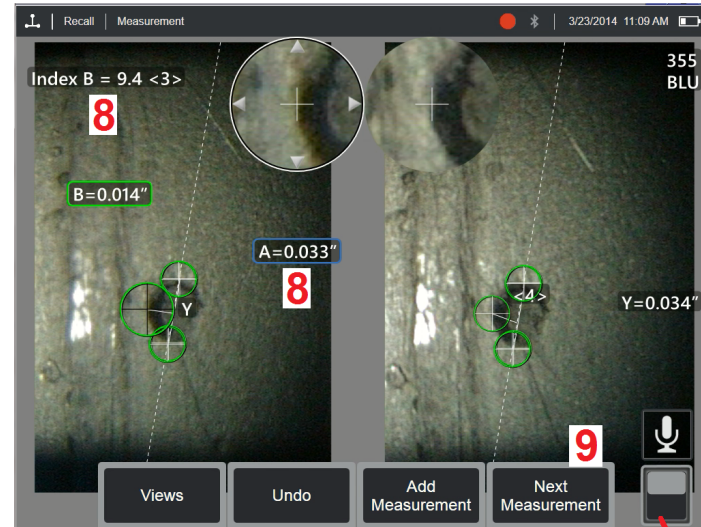 Recall Measurement 3/23/2014 11:09 AM
Index B = 9.4 <3>
8
355
BLU
B=0.014"
A=0.033"
8
Y
<4>
Y=0.034"
9
Views
Undo
Add
Measurement
Next
Measurement